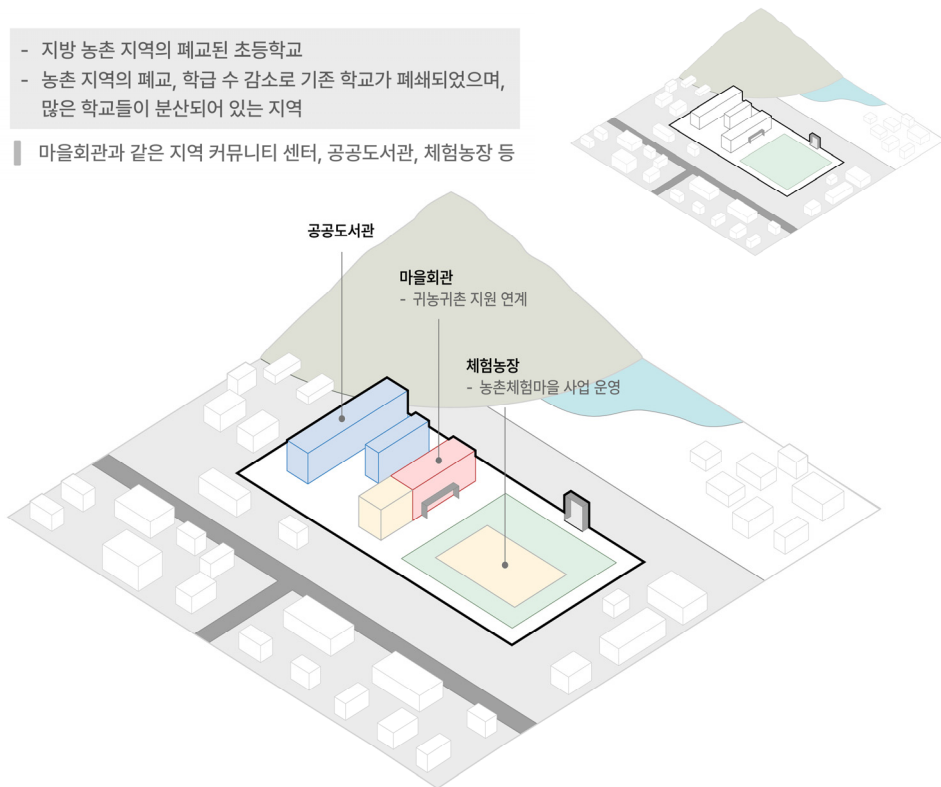 - 지방 농촌 지역의 폐교된 초등학교
- 농촌 지역의 폐교, 학급 수 감소로 기존 학교가 폐쇄되었으며,
많은 학교들이 분산되어 있는 지역
마을회관과 같은 지역 커뮤니티 센터, 공공도서관, 체험농장 등
공공도서관
마을회관
- 귀농귀촌 지원 연계
체험농장
- 농촌체험마을 사업 운영